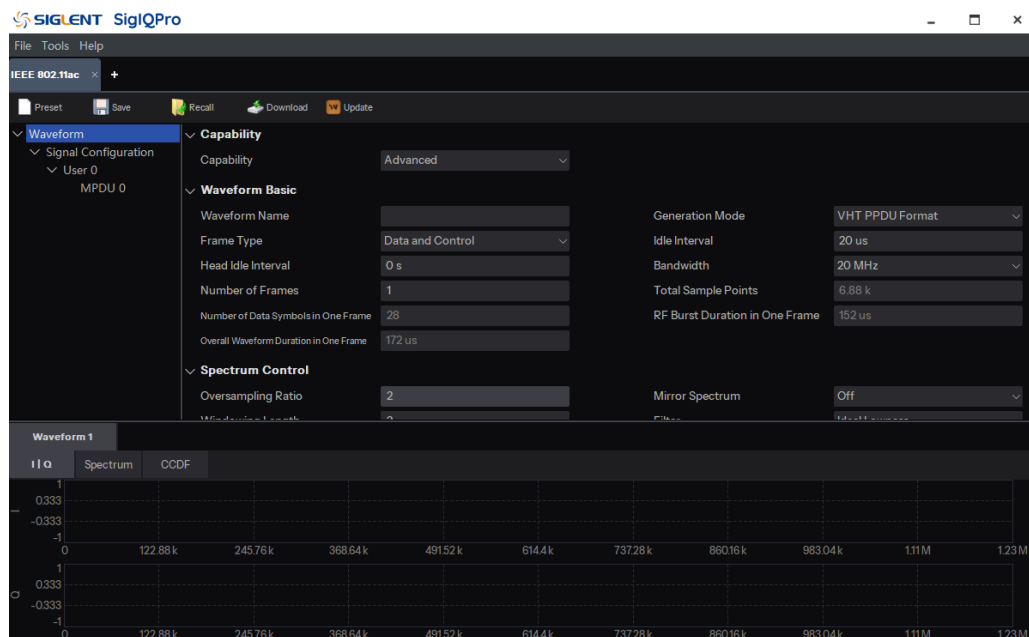 SIGLENT SigIQPro
File Tools Help
IEEE 802.11ac × +
Preset Save Recall Download Update
Waveform
Signal Configuration
User 0
MPDU 0
Capability
Capability Advanced
Waveform Basic
Waveform Name Generation Mode VHT PPDU Format
Frame Type Data and Control Idle Interval 20 us
Head Idle Interval 0 s Bandwidth 20 MHz
Number of Frames 1 Total Sample Points 6.88 k
Number of Data Symbols in One Frame 28 RF Burst Duration in One Frame 152 us
Overall Waveform Duration in One Frame 172 us
Spectrum Control
Oversampling Ratio 2 Mirror Spectrum Off
Windowing Length
Waveform 1
I | Q Spectrum CCDF
I
1
0.333
-0.333
-1
0 122.88 k 245.76 k 368.64 k 491.52 k 614.4 k 737.28 k 860.16 k 983.04 k 1.11 M 1.23 M
Q
1
0.333
-0.333
-1
0 122.88 k 245.76 k 368.64 k 491.52 k 614.4 k 737.28 k 860.16 k 983.04 k 1.11 M 1.23 M